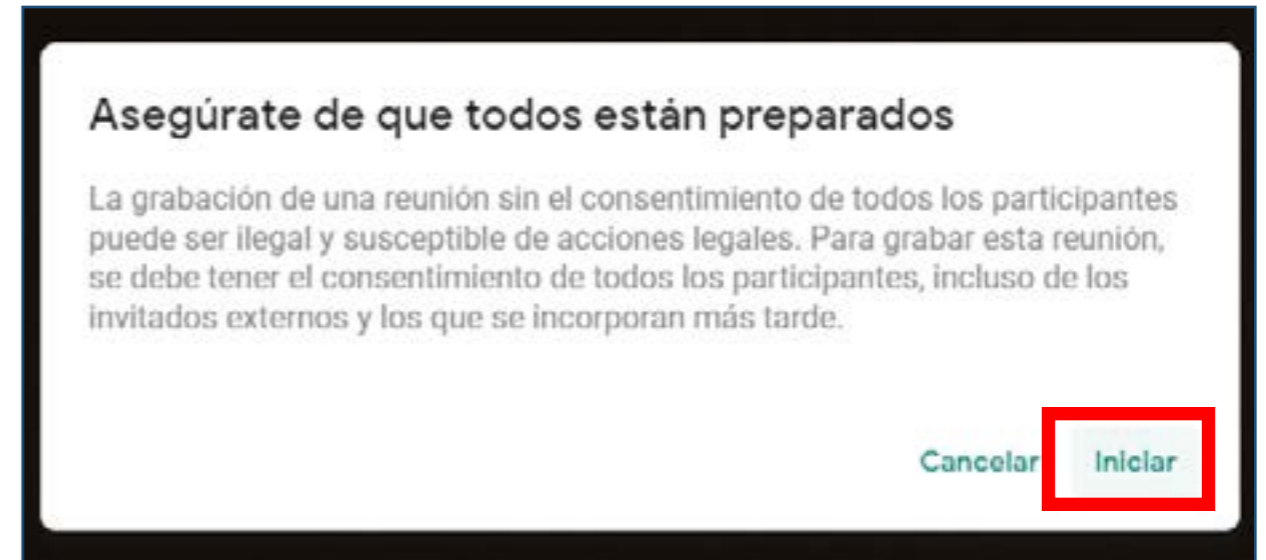 Asegúrate de que todos están preparados
La grabación de una reunión sin el consentimiento de todos los participantes
puede ser ilegal y susceptible de acciones legales. Para grabar esta reunión,
se debe tener el consentimiento de todos los participantes, incluso de los
invitados externos y los que se incorporan más tarde.
Cancelar Iniciar